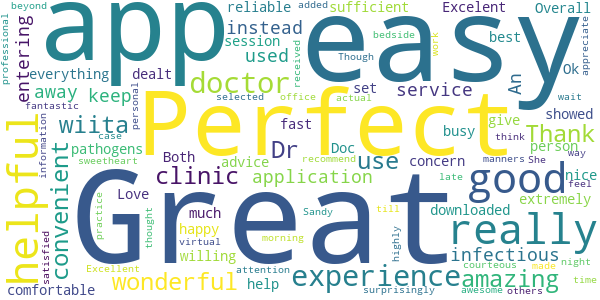 beyond
professional
entering
app
easy
reliable
added
sufficient
Excelent
Overall
appreciate
instead
received
Though
bedside
work
best
session
used
An
Ok
everything
dealt
personal
doctor
away
keep
selected
office
set
actual
service
wait
fantastic
Perfect
showed
helpful
information
wiita
case
Dr
fast
busy
give
Thank
convenient
pathogens
Both
advice
Doc
use
concern
think
person
sweetheart
clinic
application
recommend
manners
She
way
good
nice
feel
Love
late
extremely
practice
thought
much
Great
Sandy
till
highly
downloaded
really
satisfied
happy
virtual
morning
courteous
made
infectious
night
Excellent
wonderful
willing
attention
experience
amazing
time
comfortable
help
surprisingly
awesome
others